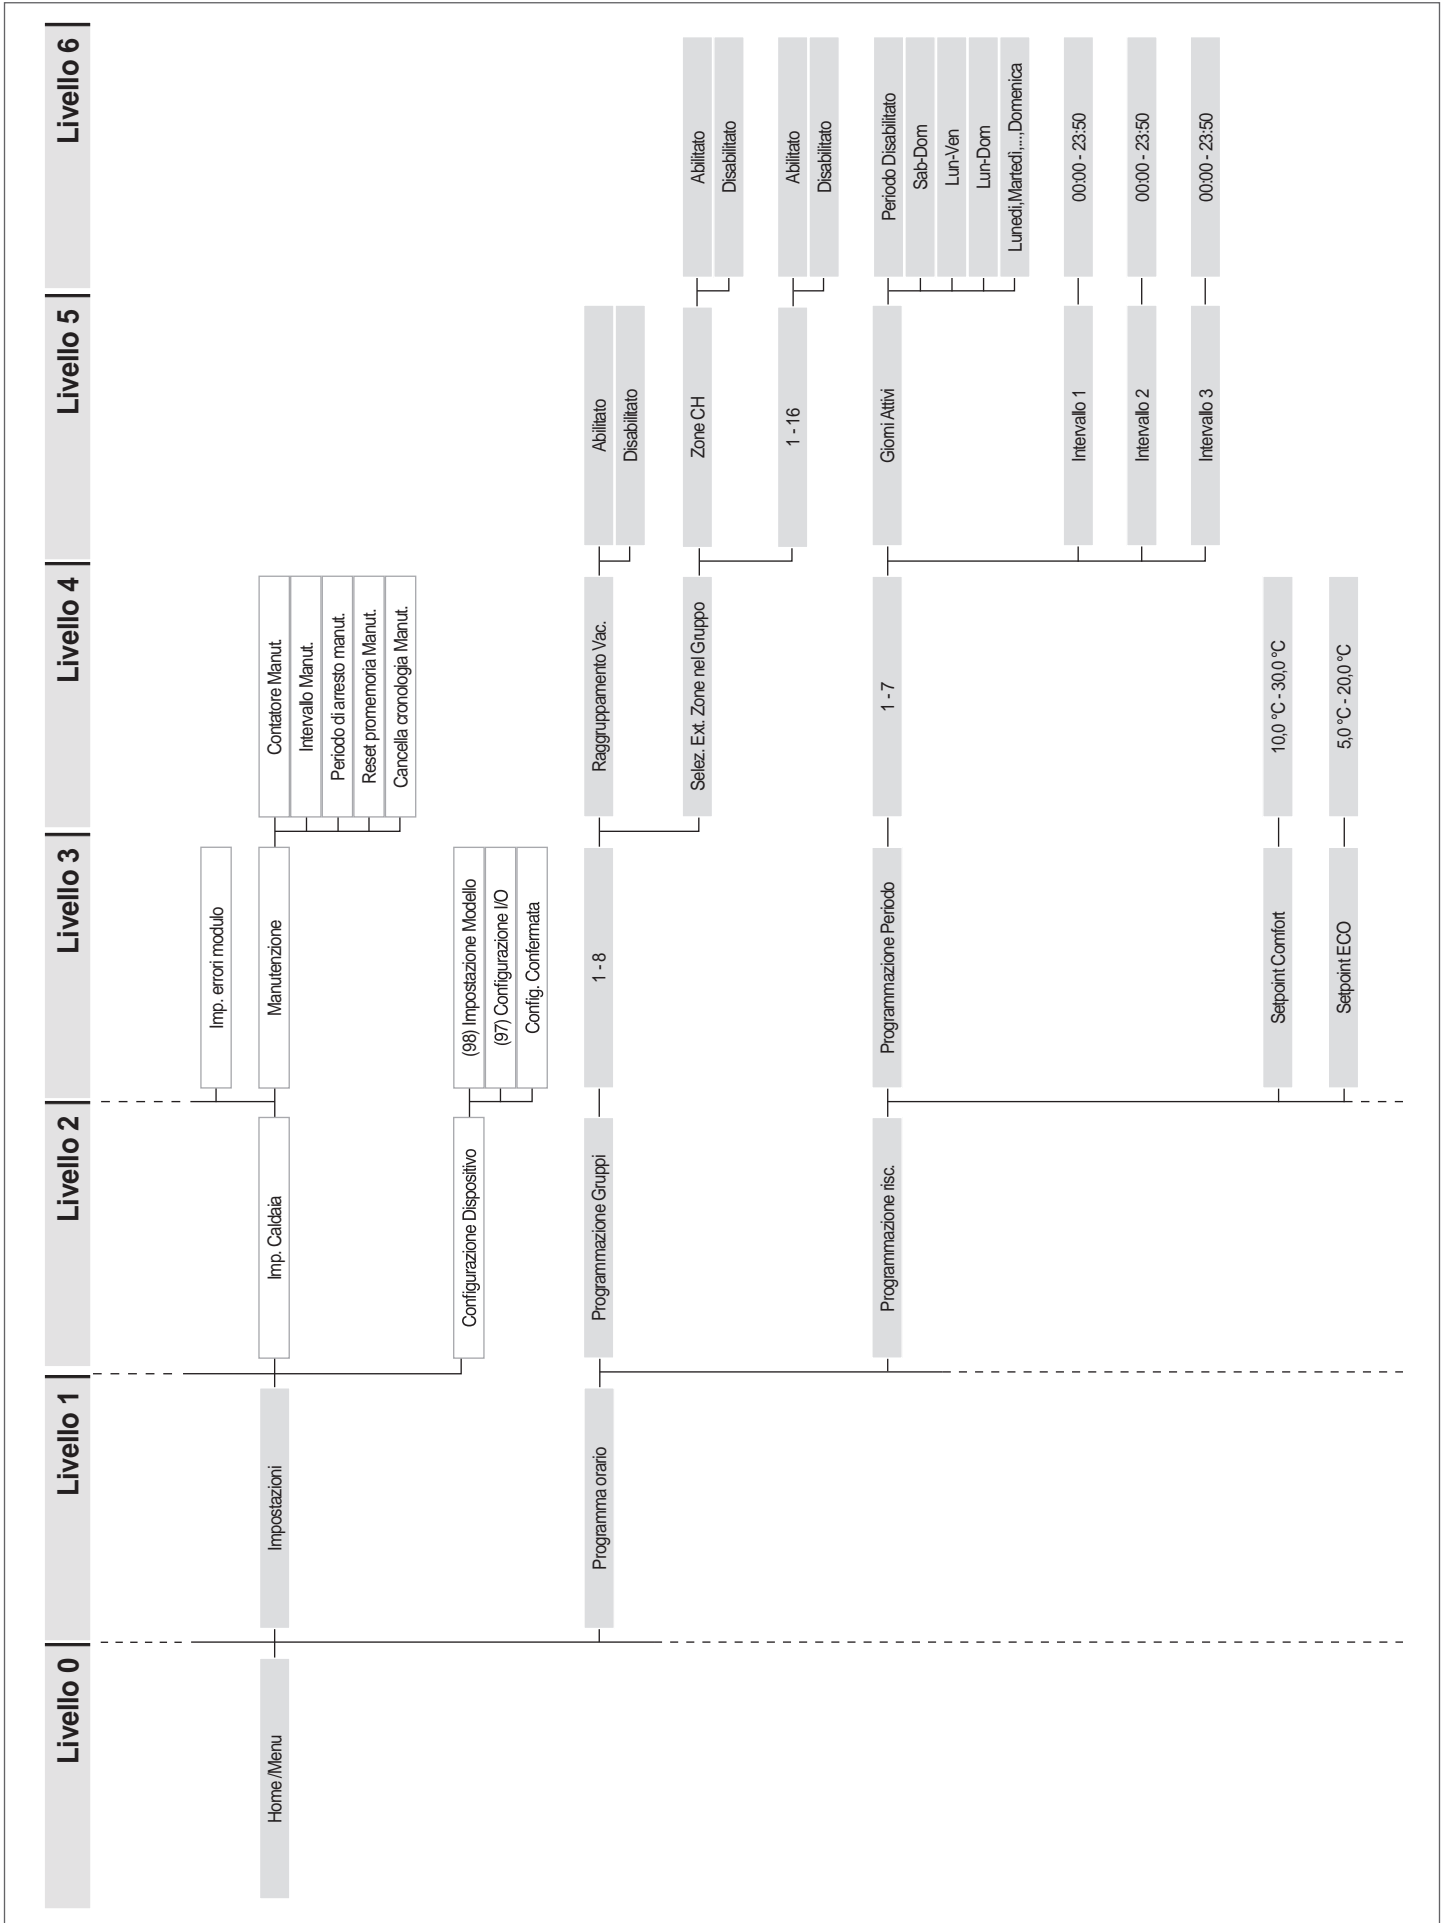 Livello 0
Livello 1
Livello 2
Livello 3
Livello 4
Livello 5
Livello 6
Home /Menu
Impostazioni
Imp. Caldaia
Imp. errori modulo
Manutenzione
Contatore Manut.
Intervallo Manut.
Periodo di arresto manut.
Reset promemoria Manut.
Cancella cronologia Manut.
Configurazione Dispositivo
(98) Impostazione Modello
(97) Configurazione I/O
Config. Confermata
Programma orario
Programmazione Gruppi
1 - 8
Raggruppamento Vac.
Abilitato
Disabilitato
Selez. Ext. Zone nel Gruppo
Zone CH
Abilitato
Disabilitato
1 - 16
Abilitato
Disabilitato
Programmazione risc.
Programmazione Periodo
1 - 7
Giorni Attivi
Periodo Disabilitato
Sab-Dom
Lun-Ven
Lun-Dom
Lunedì,Martedì,...,Domenica
Intervallo 1
00:00 - 23:50
Intervallo 2
00:00 - 23:50
Intervallo 3
00:00 - 23:50
Setpoint Comfort
10,0 °C - 30,0 °C
Setpoint ECO
5,0 °C - 20,0 °C